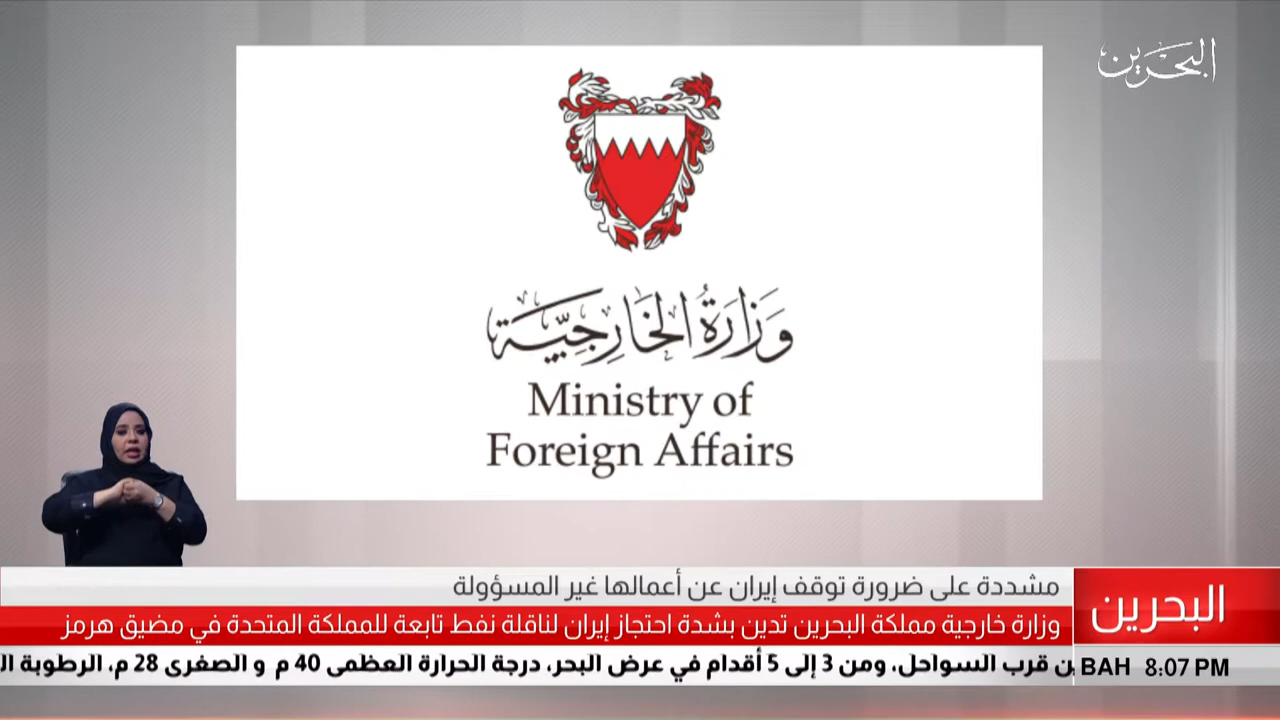 البحرين
وزارة الخارجية
Ministry of
Foreign Affairs
مشددة على ضرورة توقف إيران عن أعمالها غير المسؤولة
البحرين
وزارة خارجية مملكة البحرين تدين بشدة احتجاز إيران لناقلة نفط تابعة للمملكة المتحدة في مضيق هرمز
قرب السواحل، ومن 3 إلى 5 أقدام في عرض البحر، درجة الحرارة العظمى 40 م و الصغرى 28 م، الرطوبة
BAH 8:07 PM